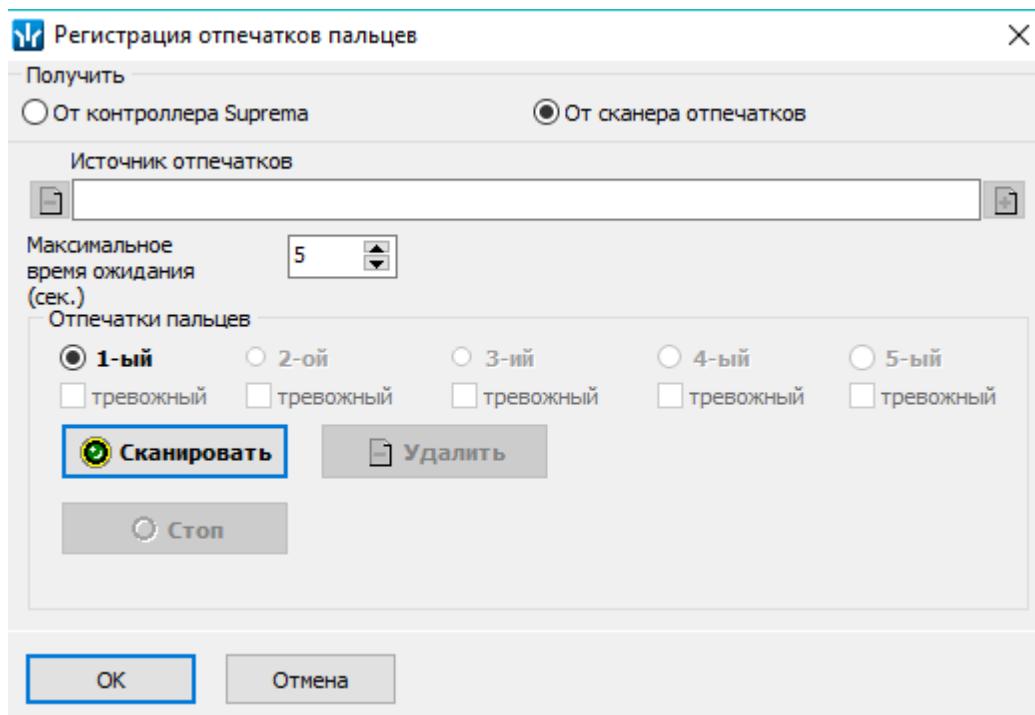 Регистрация отпечатков пальцев
Получить
От контроллера Suprema От сканера отпечатков
Источник отпечатков
Максимальное
время ожидания
(сек.)
5
Отпечатки пальцев
1-ый 2-ой 3-ий 4-ый 5-ый
тревожный тревожный тревожный тревожный тревожный
Сканировать Удалить
Стоп
OK Отмена